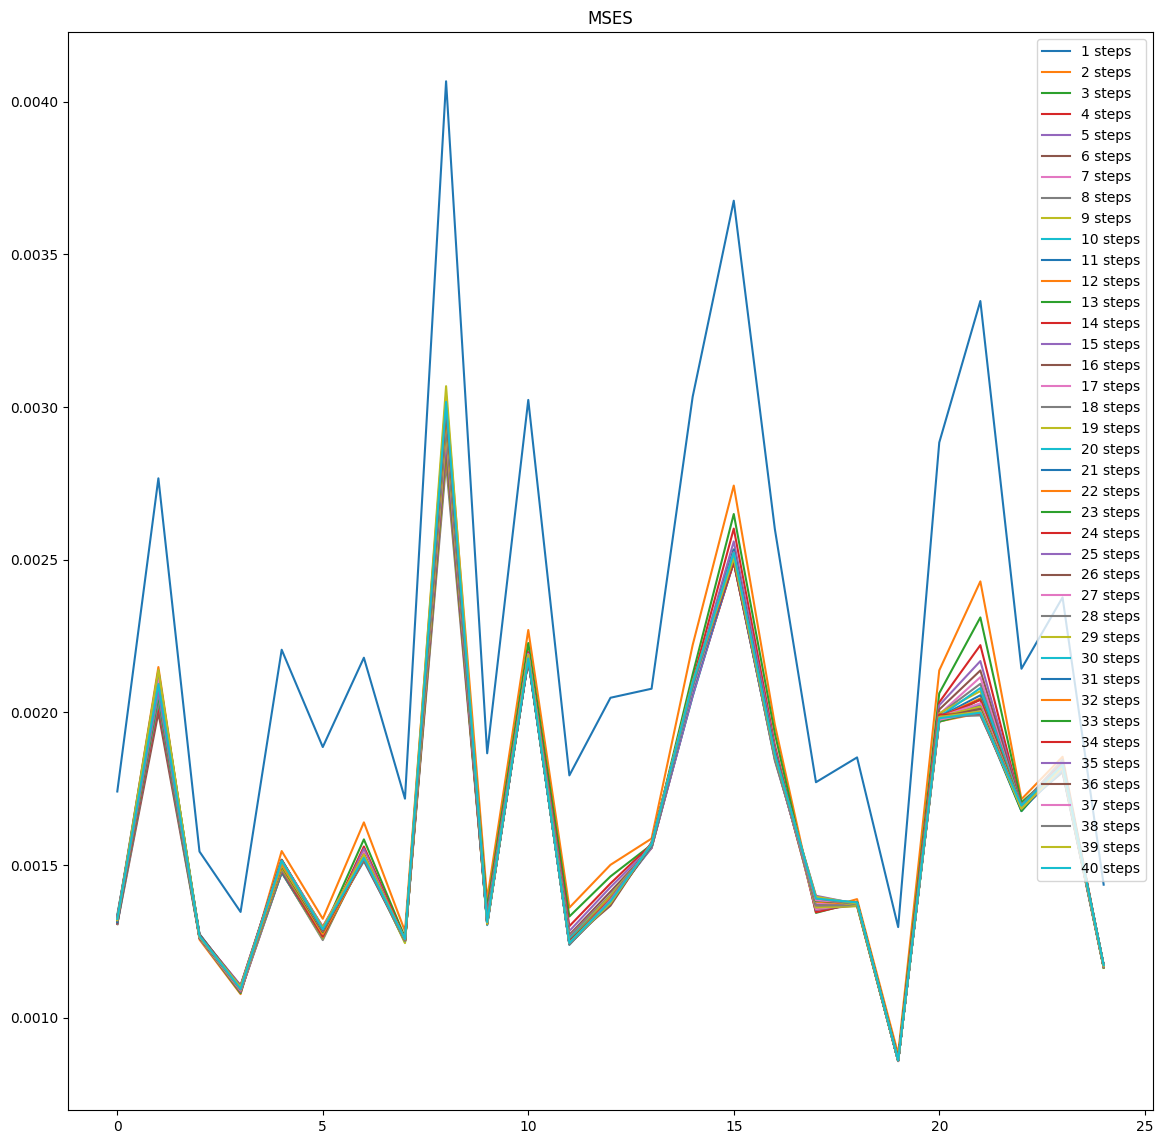 MSES
1 steps
2 steps
3 steps
4 steps
5 steps
6 steps
7 steps
8 steps
9 steps
10 steps
11 steps
12 steps
13 steps
14 steps
15 steps
16 steps
17 steps
18 steps
19 steps
20 steps
21 steps
22 steps
23 steps
24 steps
25 steps
26 steps
27 steps
28 steps
29 steps
30 steps
31 steps
32 steps
33 steps
34 steps
35 steps
36 steps
37 steps
38 steps
39 steps
40 steps
0.0040
0.0035
0.0030
0.0025
0.0020
0.0015
0.0010
0 5 10 15 20 25